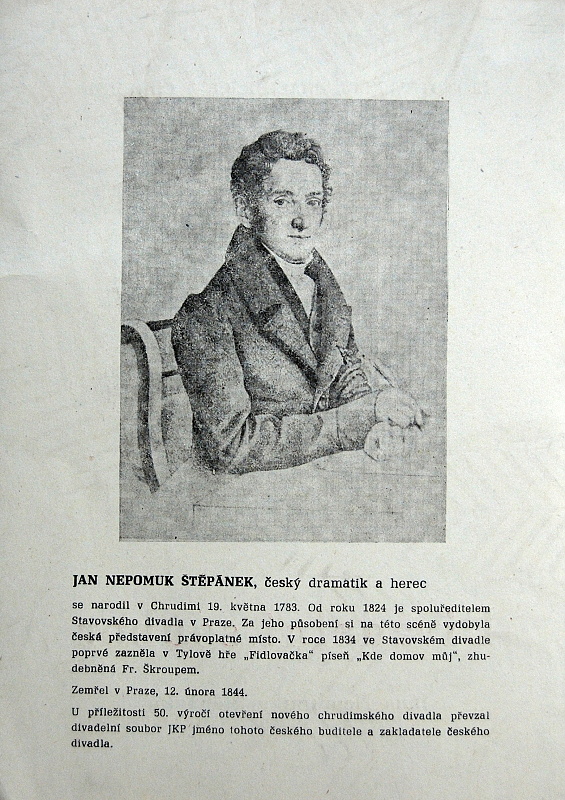 JAN NEPOMUK ŠTĚPÁNEK, český dramatik a herec
se narodil v Chrudimi 19. května 1783. Od roku 1824 je spoluředitelem
Stavovského divadla v Praze. Za jeho působení si na této scéně vydobyla
česká představení právoplatné místo. V roce 1834 ve Stavovském divadle
poprvé zazněla v Tylově hře „Fidlovačka“ píseň „Kde domov můj“, zhu-
debněná Fr. Škroupem.
Zemřel v Praze, 12. února 1844.
U příležitosti 50. výročí otevření nového chrudimského divadla převzal
divadelní soubor JKP jméno tohoto českého buditele a zakladatele českého
divadla.